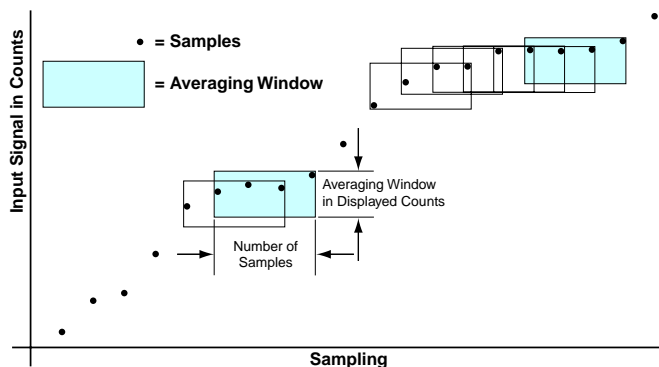 = Samples
= Averaging Window
Input Signal in Counts
Averaging Window
in Displayed Counts
Number of
Samples
Sampling